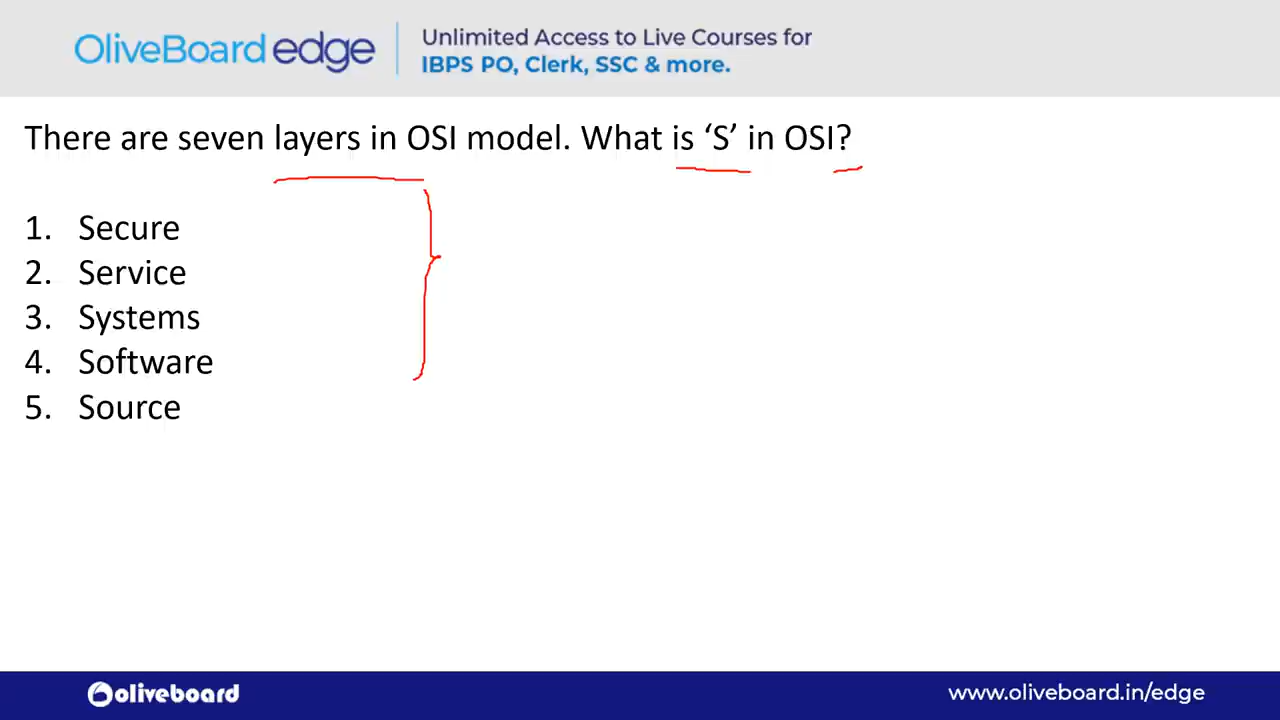 OliveBoard edge
Unlimited Access to Live Courses for
IBPS PO, Clerk, SSC & more.
There are seven layers in OSI model. What is ‘S’ in OSI?
1. Secure
2. Service
3. Systems
4. Software
5. Source
oliveboard
www.oliveboard.in/edge